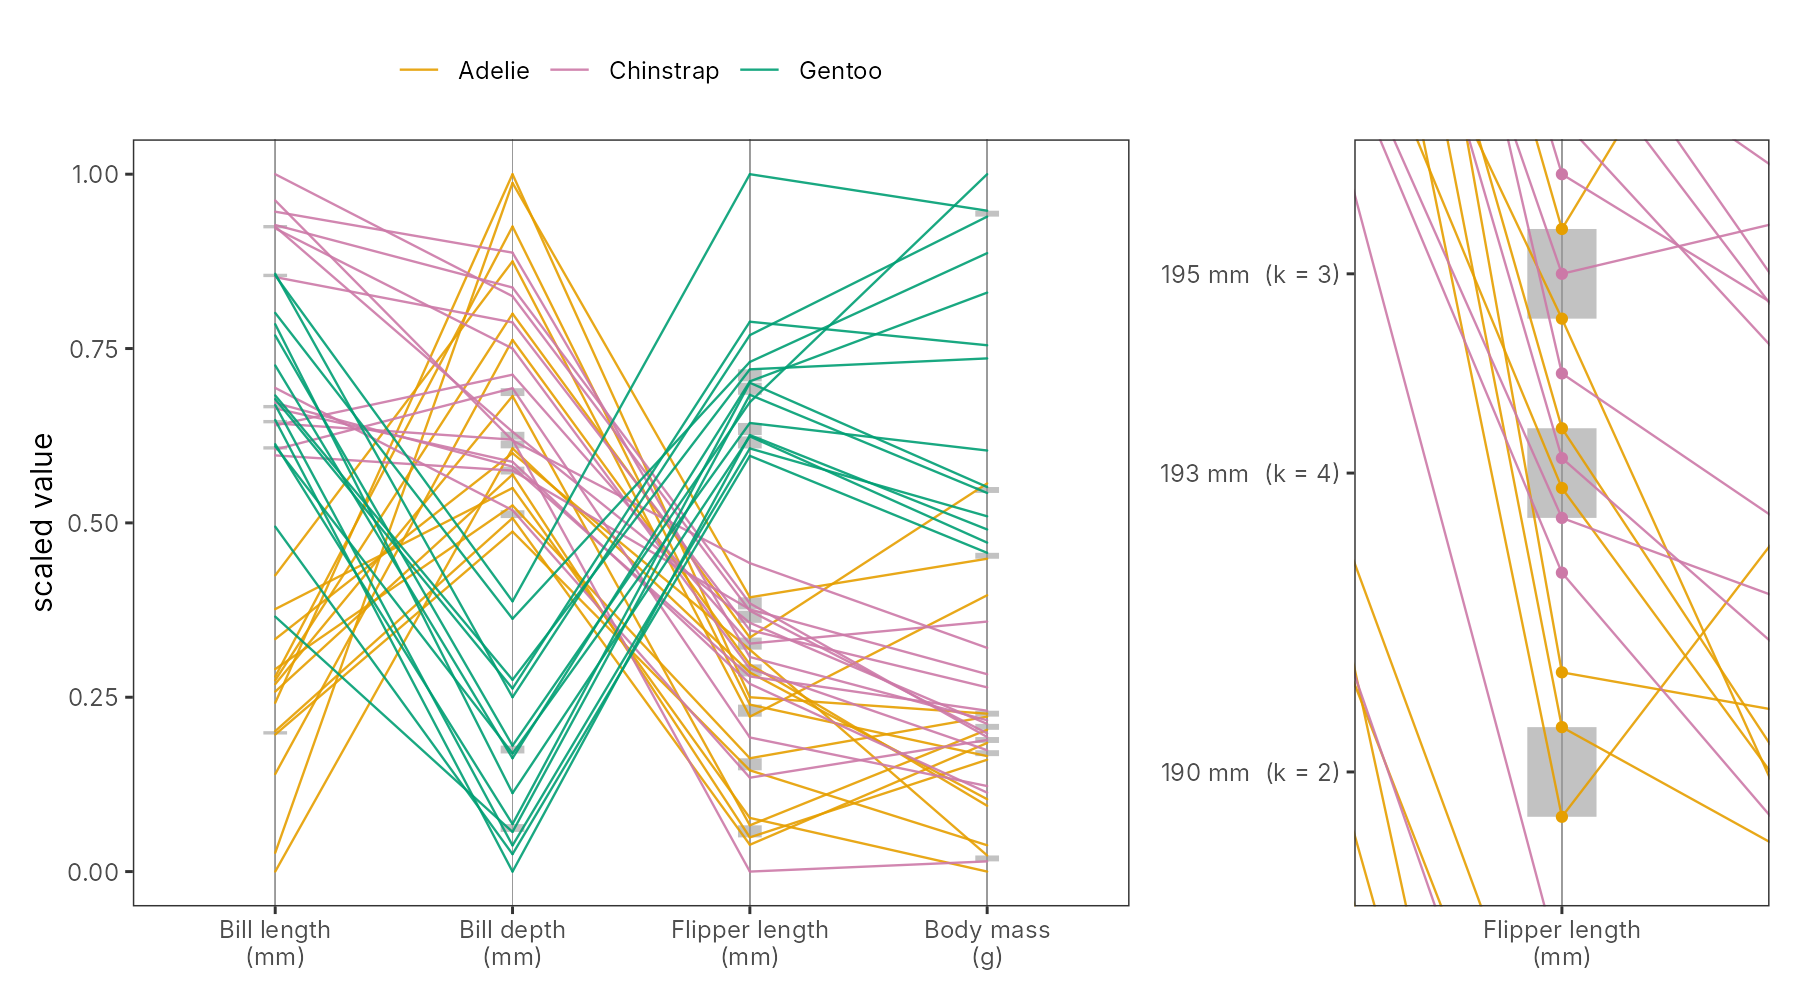 Adelie Chinstrap Gentoo
scaled value
1.00
0.75
0.50
0.25
0.00
Bill length
(mm)
Bill depth
(mm)
Flipper length
(mm)
Body mass
(g)
195 mm (k = 3)
193 mm (k = 4)
190 mm (k = 2)
Flipper length
(mm)